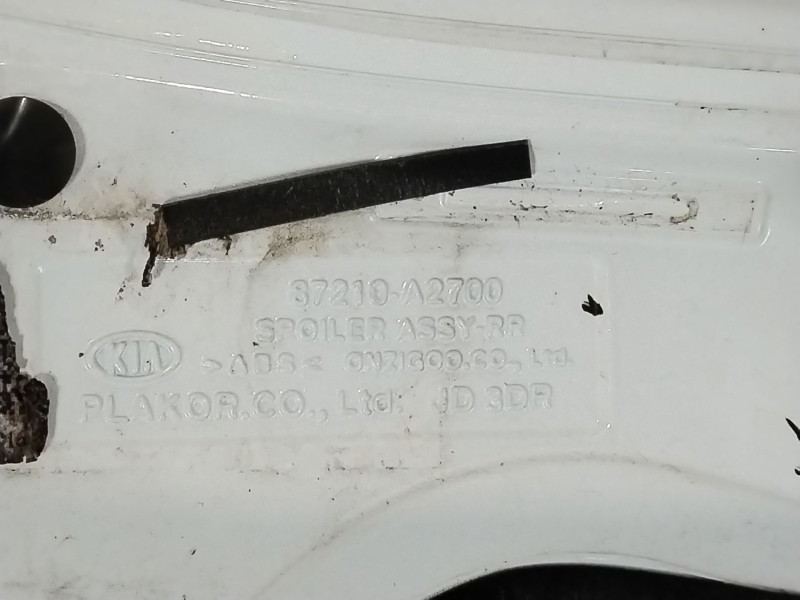 87210-A2700
SPOILER ASSY-RR
KIA >ABS< ONZIGOO.CO., Ltd.
PLAKOR.CO., Ltd. JD 3DR